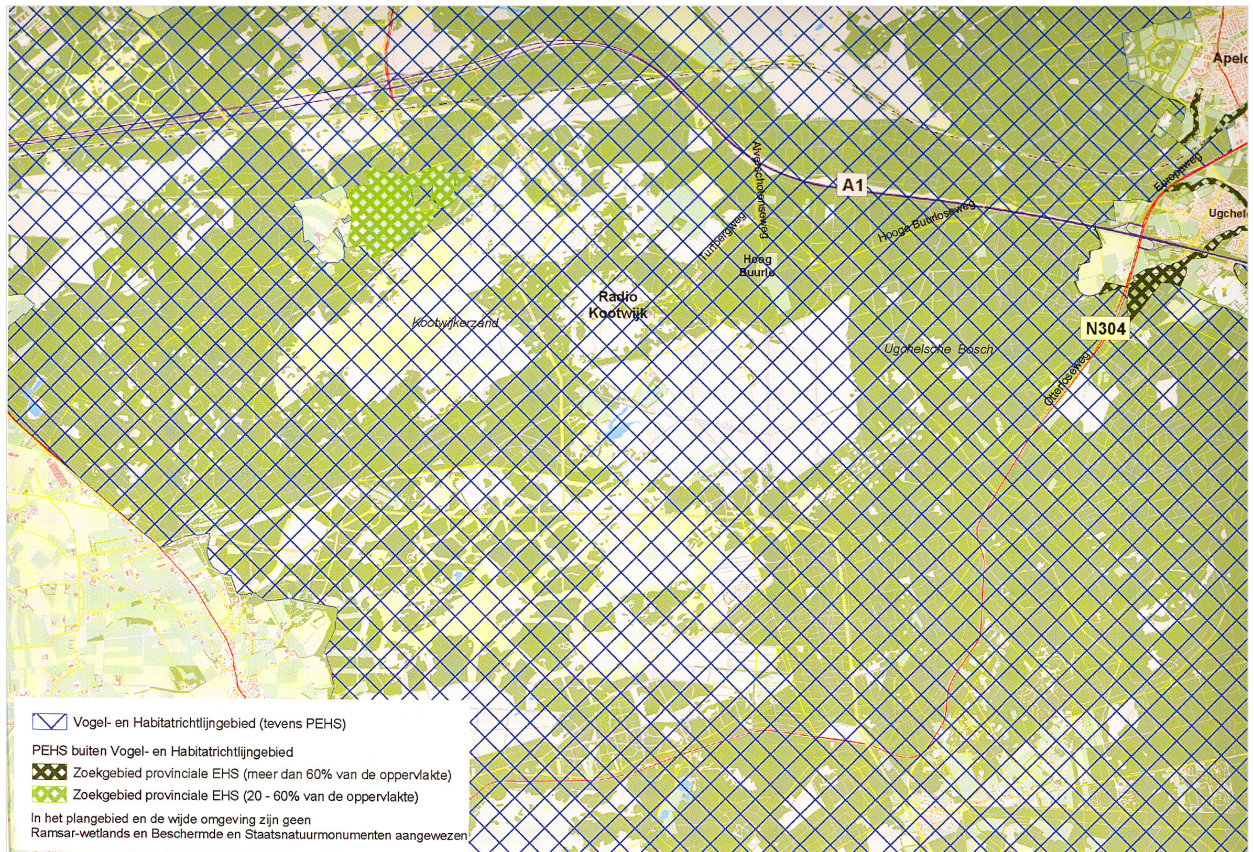 Apeld
Europaweg
Alverschotenseweg
A1
Ugchele
Hooge Buurloseweg
Turfbergweg
Hoog
Buurlo
Radio
Kootwijk
Kootwijkerzand
N304
Ugchelsche Bosch
Otterloseweg
Vogel- en Habitatrichtlijngebied (tevens PEHS)
PEHS buiten Vogel- en Habitatrichtlijngebied
Zoekgebied provinciale EHS (meer dan 60% van de oppervlakte)
Zoekgebied provinciale EHS (20 - 60% van de oppervlakte)
In het plangebied en de wijde omgeving zijn geen
Ramsar-wetlands en Beschermde en Staatsnatuurmonumenten aangewezen